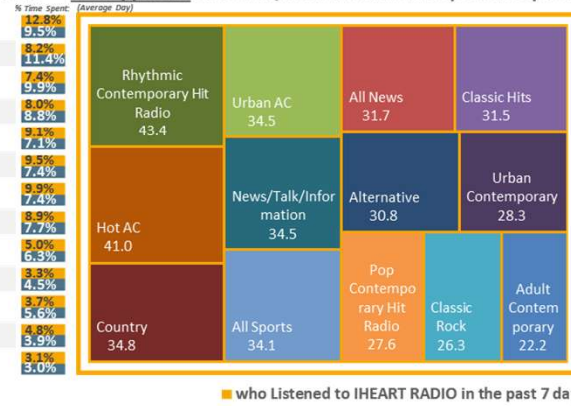 % Time Spent: (Average Day)
12.8%
9.5%
8.2%
11.4%
7.4%
9.9%
8.0%
8.8%
9.1%
7.1%
9.5%
7.4%
9.9%
7.4%
8.9%
7.7%
5.0%
6.3%
3.3%
4.5%
3.7%
5.6%
4.8%
3.9%
3.1%
3.0%
Rhythmic
Contemporary Hit
Radio
43.4
Urban AC
34.5
All News
31.7
Classic Hits
31.5
Hot AC
41.0
News/Talk/Infor
mation
34.5
Alternative
30.8
Urban
Contemporary
28.3
Country
34.8
All Sports
34.1
Pop
Contempo
rary Hit
Radio
27.6
Classic
Rock
26.3
Adult
Contem
porary
22.2
who Listened to IHEART RADIO in the past 7 da